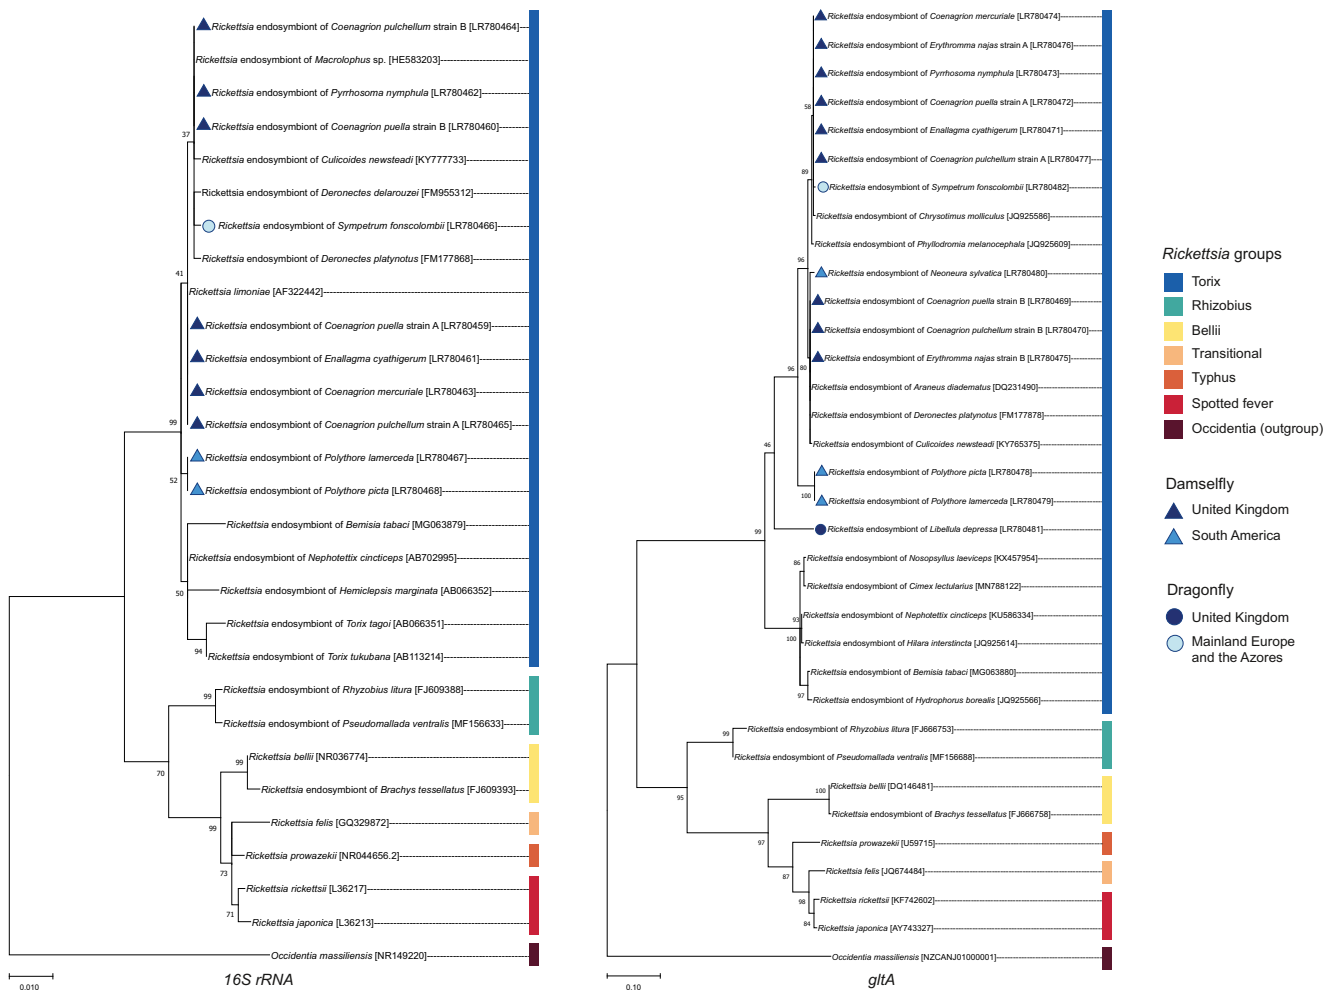 Rickettsia endosymbiont of Coenagrion pulchellum strain B [LR780464]
Rickettsia endosymbiont of Macrolophus sp. [HE583203]
Rickettsia endosymbiont of Pyrrhosoma nymphula [LR780462]
Rickettsia endosymbiont of Coenagrion puella strain B [LR780460]
37
Rickettsia endosymbiont of Culicoides newsteadi [KY777733]
Rickettsia endosymbiont of Deronectes delarouzei [FM955312]
Rickettsia endosymbiont of Sympetrum fonscolombii [LR780466]
Rickettsia endosymbiont of Deronectes platynotus [FM177868]
41
Rickettsia limoniae [AF322442]
Rickettsia endosymbiont of Coenagrion puella strain A [LR780459]
Rickettsia endosymbiont of Enallagma cyathigerum [LR780461]
Rickettsia endosymbiont of Coenagrion mercuriale [LR780463]
99
Rickettsia endosymbiont of Coenagrion pulchellum strain A [LR780465]
Rickettsia endosymbiont of Polythore lamerceda [LR780467]
52
Rickettsia endosymbiont of Polythore picta [LR780468]
Rickettsia endosymbiont of Bemisia tabaci [MG063879]
Rickettsia endosymbiont of Nephotettix cincticeps [AB702995]
50
Rickettsia endosymbiont of Hemiclepsis marginata [AB066352]
Rickettsia endosymbiont of Torix tagoi [AB066351]
94
Rickettsia endosymbiont of Torix tukubana [AB113214]
Rickettsia endosymbiont of Rhyzobius litura [FJ609388]
99
Rickettsia endosymbiont of Pseudomallada ventralis [MF156633]
70
Rickettsia bellii [NR036774]
99
Rickettsia endosymbiont of Brachys tessellatus [FJ609393]
99
Rickettsia felis [GQ329872]
Rickettsia prowazekii [NR044656.2]
73
Rickettsia rickettsii [L36217]
71
Rickettsia japonica [L36213]
Occidentia massiliensis [NR149220]
0.010
16S rRNA
Rickettsia endosymbiont of Coenagrion mercuriale [LR780474]
Rickettsia endosymbiont of Erythromma najas strain A [LR780476]
Rickettsia endosymbiont of Pyrrhosoma nymphula [LR780473]
Rickettsia endosymbiont of Coenagrion puella strain A [LR780472]
58
Rickettsia endosymbiont of Enallagma cyathigerum [LR780471]
Rickettsia endosymbiont of Coenagrion pulchellum strain A [LR780477]
89
Rickettsia endosymbiont of Sympetrum fonscolombii [LR780482]
Rickettsia endosymbiont of Chrysotimus molliculus [JQ925586]
Rickettsia endosymbiont of Phyllodromia melanocephala [JQ925609]
96
Rickettsia endosymbiont of Neoneura sylvatica [LR780480]
Rickettsia endosymbiont of Coenagrion puella strain B [LR780469]
Rickettsia endosymbiont of Coenagrion pulchellum strain B [LR780470]
Rickettsia endosymbiont of Erythromma najas strain B [LR780475]
96
80
Rickettsia endosymbiont of Araneus diadematus [DQ231490]
Rickettsia endosymbiont of Deronectes platynotus [FM177878]
46
Rickettsia endosymbiont of Culicoides newsteadi [KY765375]
Rickettsia endosymbiont of Polythore picta [LR780478]
100
Rickettsia endosymbiont of Polythore lamerceda [LR780479]
99
Rickettsia endosymbiont of Libellula depressa [LR780481]
Rickettsia endosymbiont of Nosopsyllus laeviceps [KX457954]
86
Rickettsia endosymbiont of Cimex lectularius [MN788122]
Rickettsia endosymbiont of Nephotettix cincticeps [KU586334]
93
100
Rickettsia endosymbiont of Hilara interstincta [JQ925614]
Rickettsia endosymbiont of Bemisia tabaci [MG063880]
97
Rickettsia endosymbiont of Hydrophorus borealis [JQ925566]
Rickettsia endosymbiont of Rhyzobius litura [FJ666753]
99
Rickettsia endosymbiont of Pseudomallada ventralis [MF156688]
95
Rickettsia bellii [DQ146481]
100
Rickettsia endosymbiont of Brachys tessellatus [FJ666758]
97
Rickettsia prowazekii [U59715]
87
Rickettsia felis [JQ674484]
98
Rickettsia rickettsii [KF742602]
84
Rickettsia japonica [AY743327]
Occidentia massiliensis [NZCANJ01000001]
0.10
gltA
Rickettsia groups
Torix
Rhizobius
Bellii
Transitional
Typhus
Spotted fever
Occidentia (outgroup)
Damselfly
United Kingdom
South America
Dragonfly
United Kingdom
Mainland Europe
and the Azores